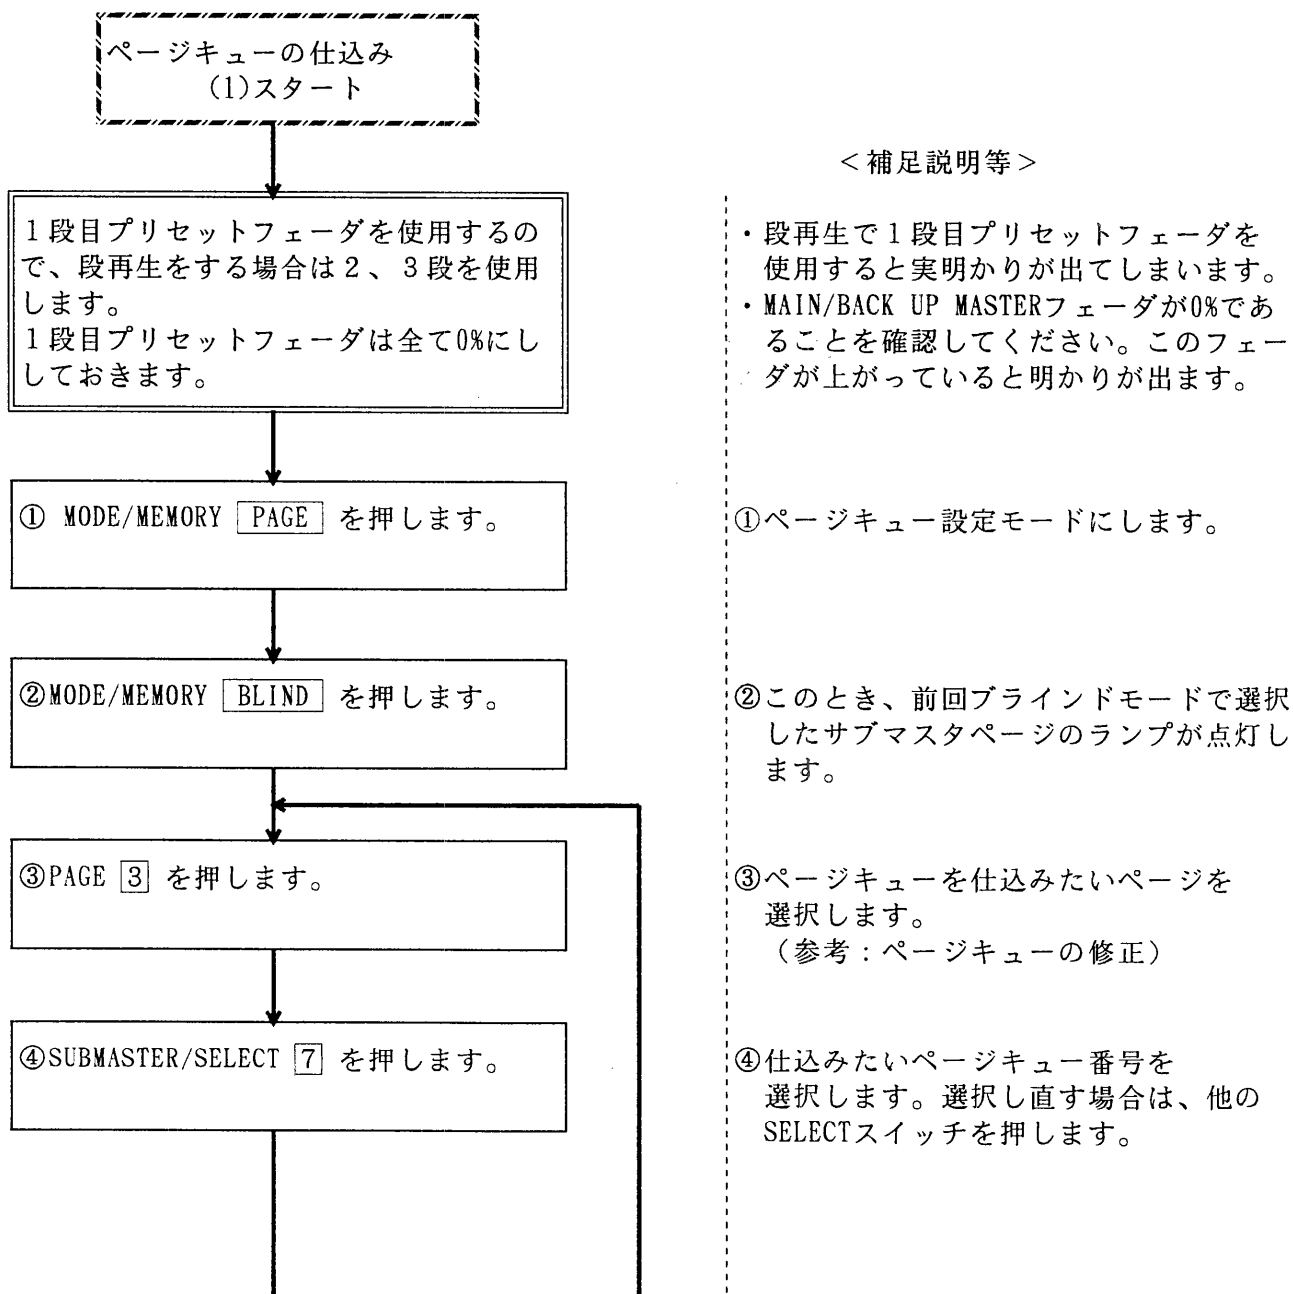 ページキューの仕込み
(1)スタート
＜補足説明等＞
１段目プリセットフェーダを使用するの
で、段再生をする場合は２、３段を使用
します。
１段目プリセットフェーダは全て0%にし
しておきます。
・段再生で１段目プリセットフェーダを
使用すると実明かりが出てしまいます。
・MAIN/BACK UP MASTERフェーダが0%であ
ることを確認してください。このフェー
ダが上がっていると明かりが出ます。
① MODE/MEMORY PAGE を押します。
①ページキュー設定モードにします。
②MODE/MEMORY BLIND を押します。
②このとき、前回ブラインドモードで選択
したサブマスタページのランプが点灯し
ます。
③PAGE 3 を押します。
③ページキューを仕込みたいページを
選択します。
（参考：ページキューの修正）
④SUBMASTER/SELECT 7 を押します。
④仕込みたいページキュー番号を
選択します。選択し直す場合は、他の
SELECTスイッチを押します。